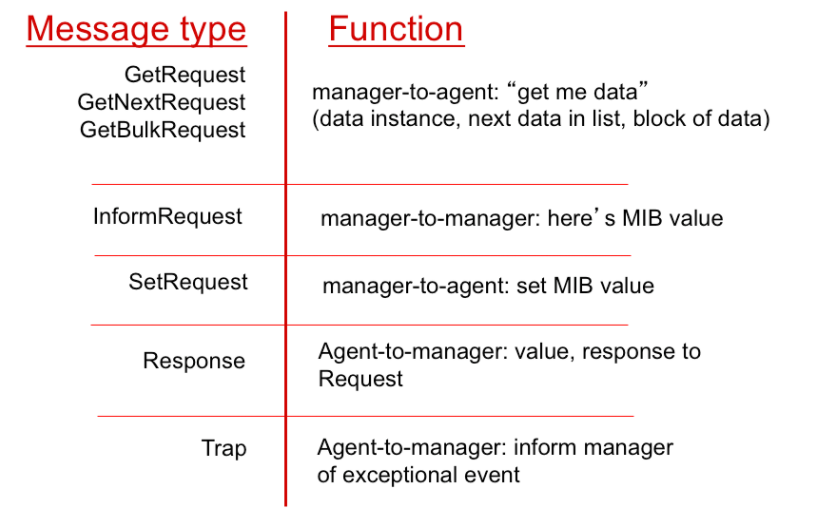 Message type
Function
GetRequest
GetNextRequest
GetBulkRequest
manager-to-agent: “get me data”
(data instance, next data in list, block of data)
InformRequest
manager-to-manager: here’s MIB value
SetRequest
manager-to-agent: set MIB value
Response
Agent-to-manager: value, response to
Request
Trap
Agent-to-manager: inform manager
of exceptional event